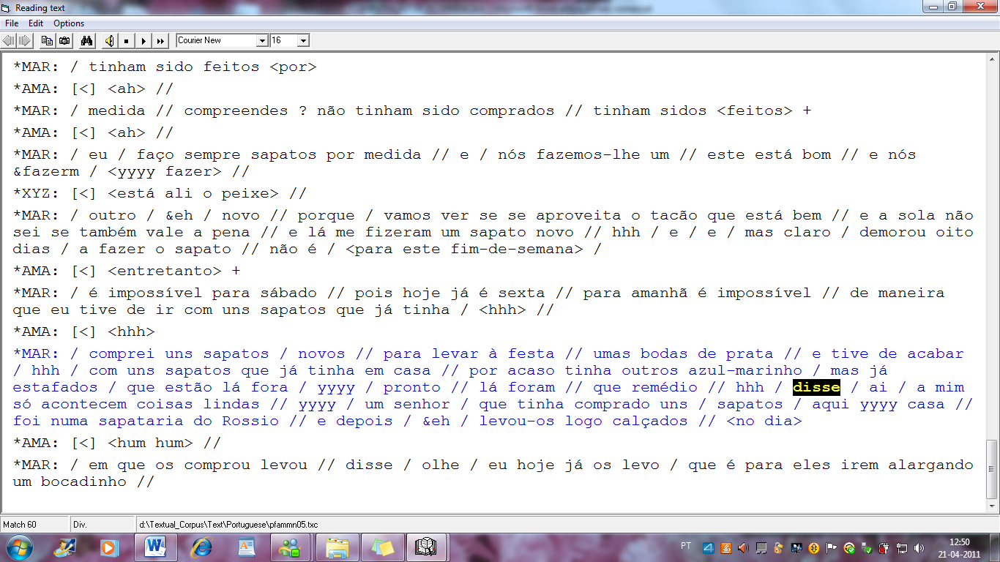 Reading text
File Edit Options
Courier New 16
*MAR: / tinham sido feitos <por>
*AMA: [<] <ah> //
*MAR: / medida // compreendes ? não tinham sido comprados // tinham sidos <feitos> +
*AMA: [<] <ah> //
*MAR: / eu / faço sempre sapatos por medida // e / nós fazemos-lhe um // este está bom // e nós
&fazerm / <yyyy fazer> //
*XYZ: [<] <está ali o peixe> //
*MAR: / outro / &eh / novo // porque / vamos ver se se aproveita o tacão que está bem // e a sola não
sei se também vale a pena // e lá me fizeram um sapato novo // hhh / e / e / mas claro / demorou oito
dias / a fazer o sapato // não é / <para este fim-de-semana> /
*AMA: [<] <entretanto> +
*MAR: / é impossível para sábado // pois hoje já é sexta // para amanhã é impossível // de maneira
que eu tive de ir com uns sapatos que já tinha / <hhh> //
*AMA: [<] <hhh>
*MAR: / comprei uns sapatos / novos // para levar à festa // umas bodas de prata // e tive de acabar
/ hhh / com uns sapatos que já tinha em casa // por acaso tinha outros azul-marinho / mas já
estafados / que estão lá fora / yyyy / pronto // lá foram // que remédio // hhh / disse / ai / a mim
só acontecem coisas lindas // yyyy / um senhor / que tinha comprado uns / sapatos / aqui yyyy casa //
foi numa sapataria do Rossio // e depois / &eh / levou-os logo calçados // <no dia>
*AMA: [<] <hum hum> //
*MAR: / em que os comprou levou // disse / olhe / eu hoje já os levo / que é para eles irem alargando
um bocadinho //
Match 60 Div. d:\Textual_Corpus\Text\Portuguese\pfammn05.txc
PT 12:50
21-04-2011